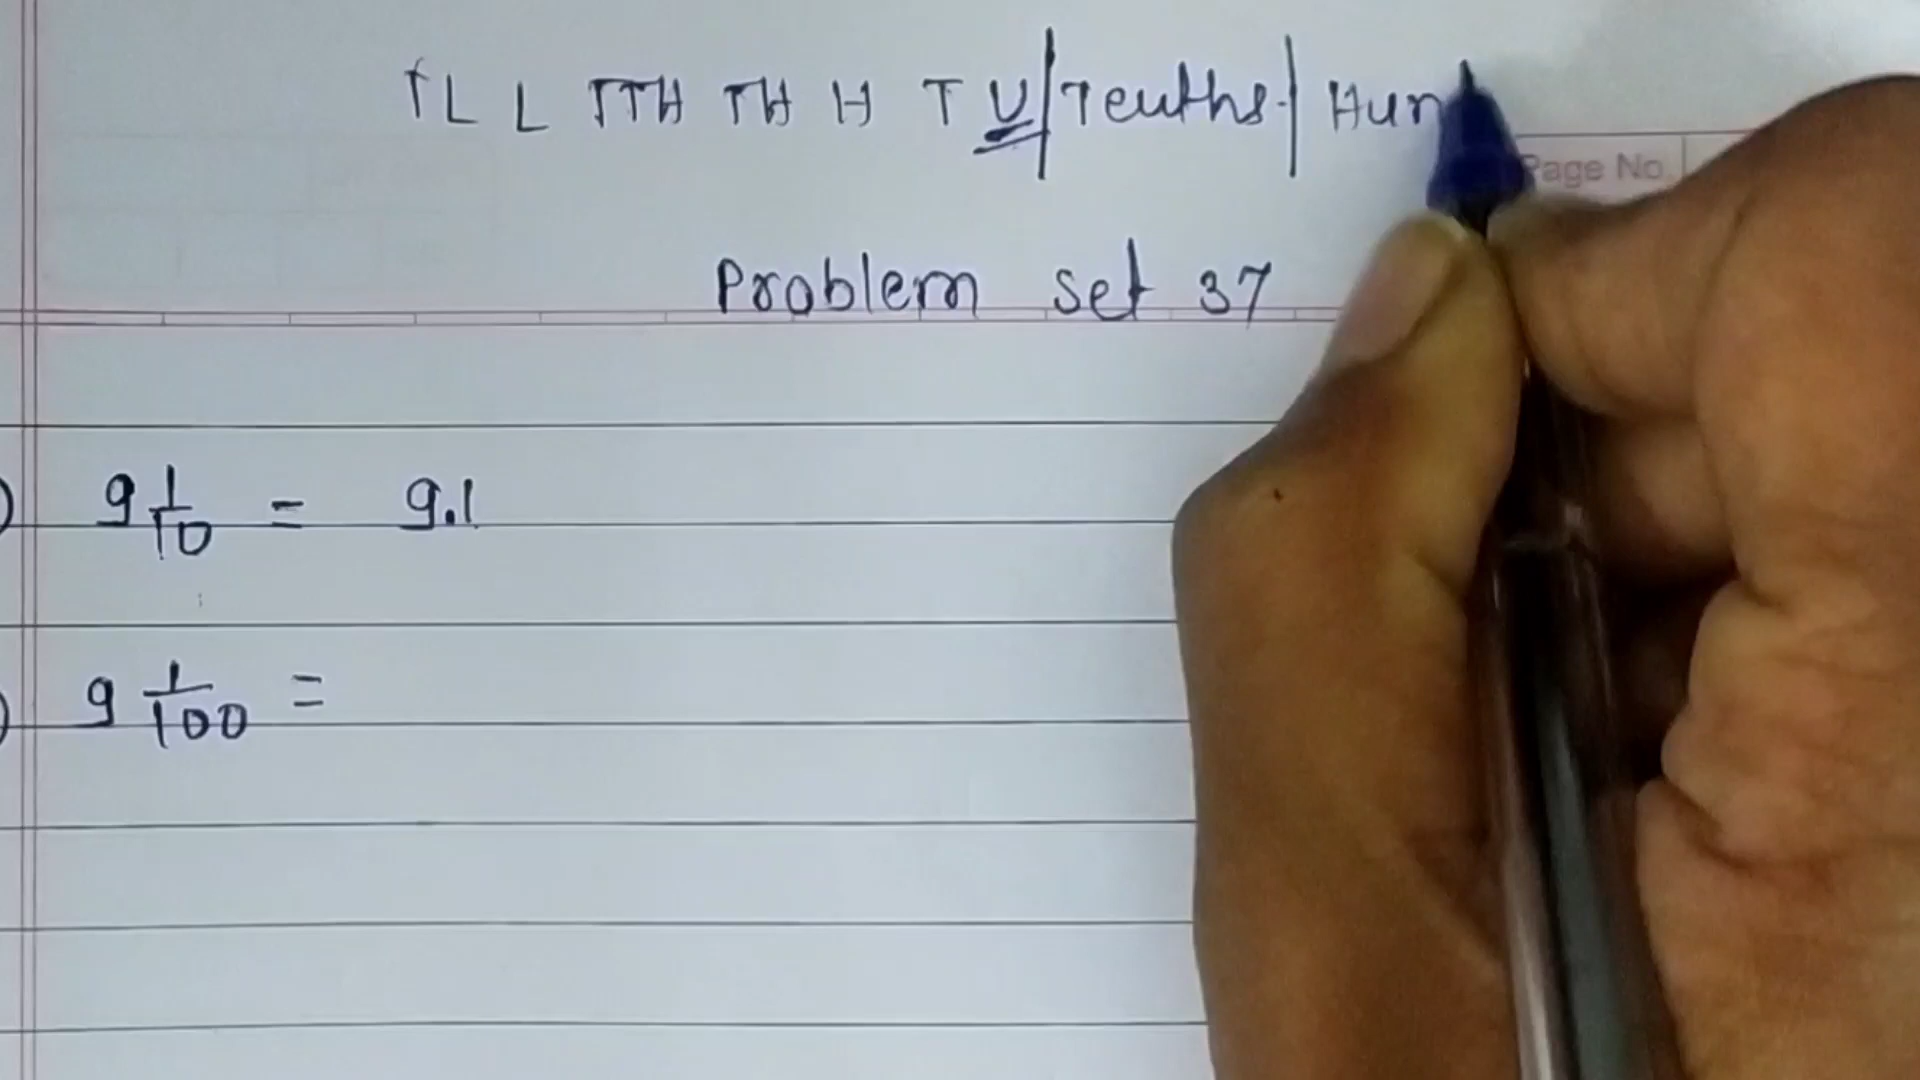 TL L TTH TH H T U | Tenths. | Hun
Page No.
Problem set 37
) 9 1/10 = 9.1
) 9 1/100 =